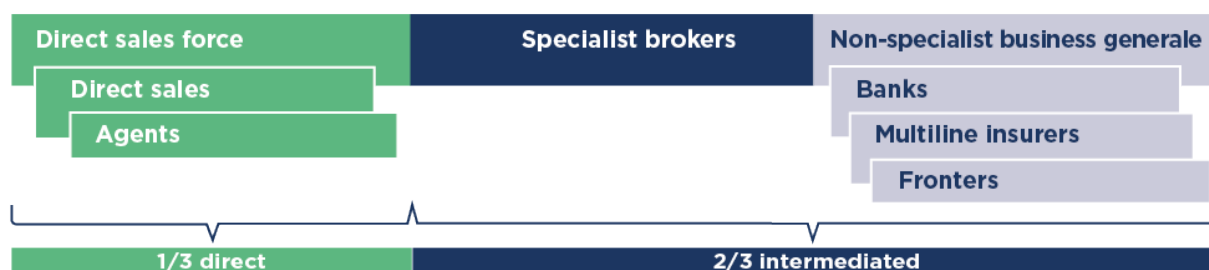 Direct sales force
Direct sales
Agents
Specialist brokers
Non-specialist business generale
Banks
Multiline insurers
Fronters
1/3 direct
2/3 intermediated